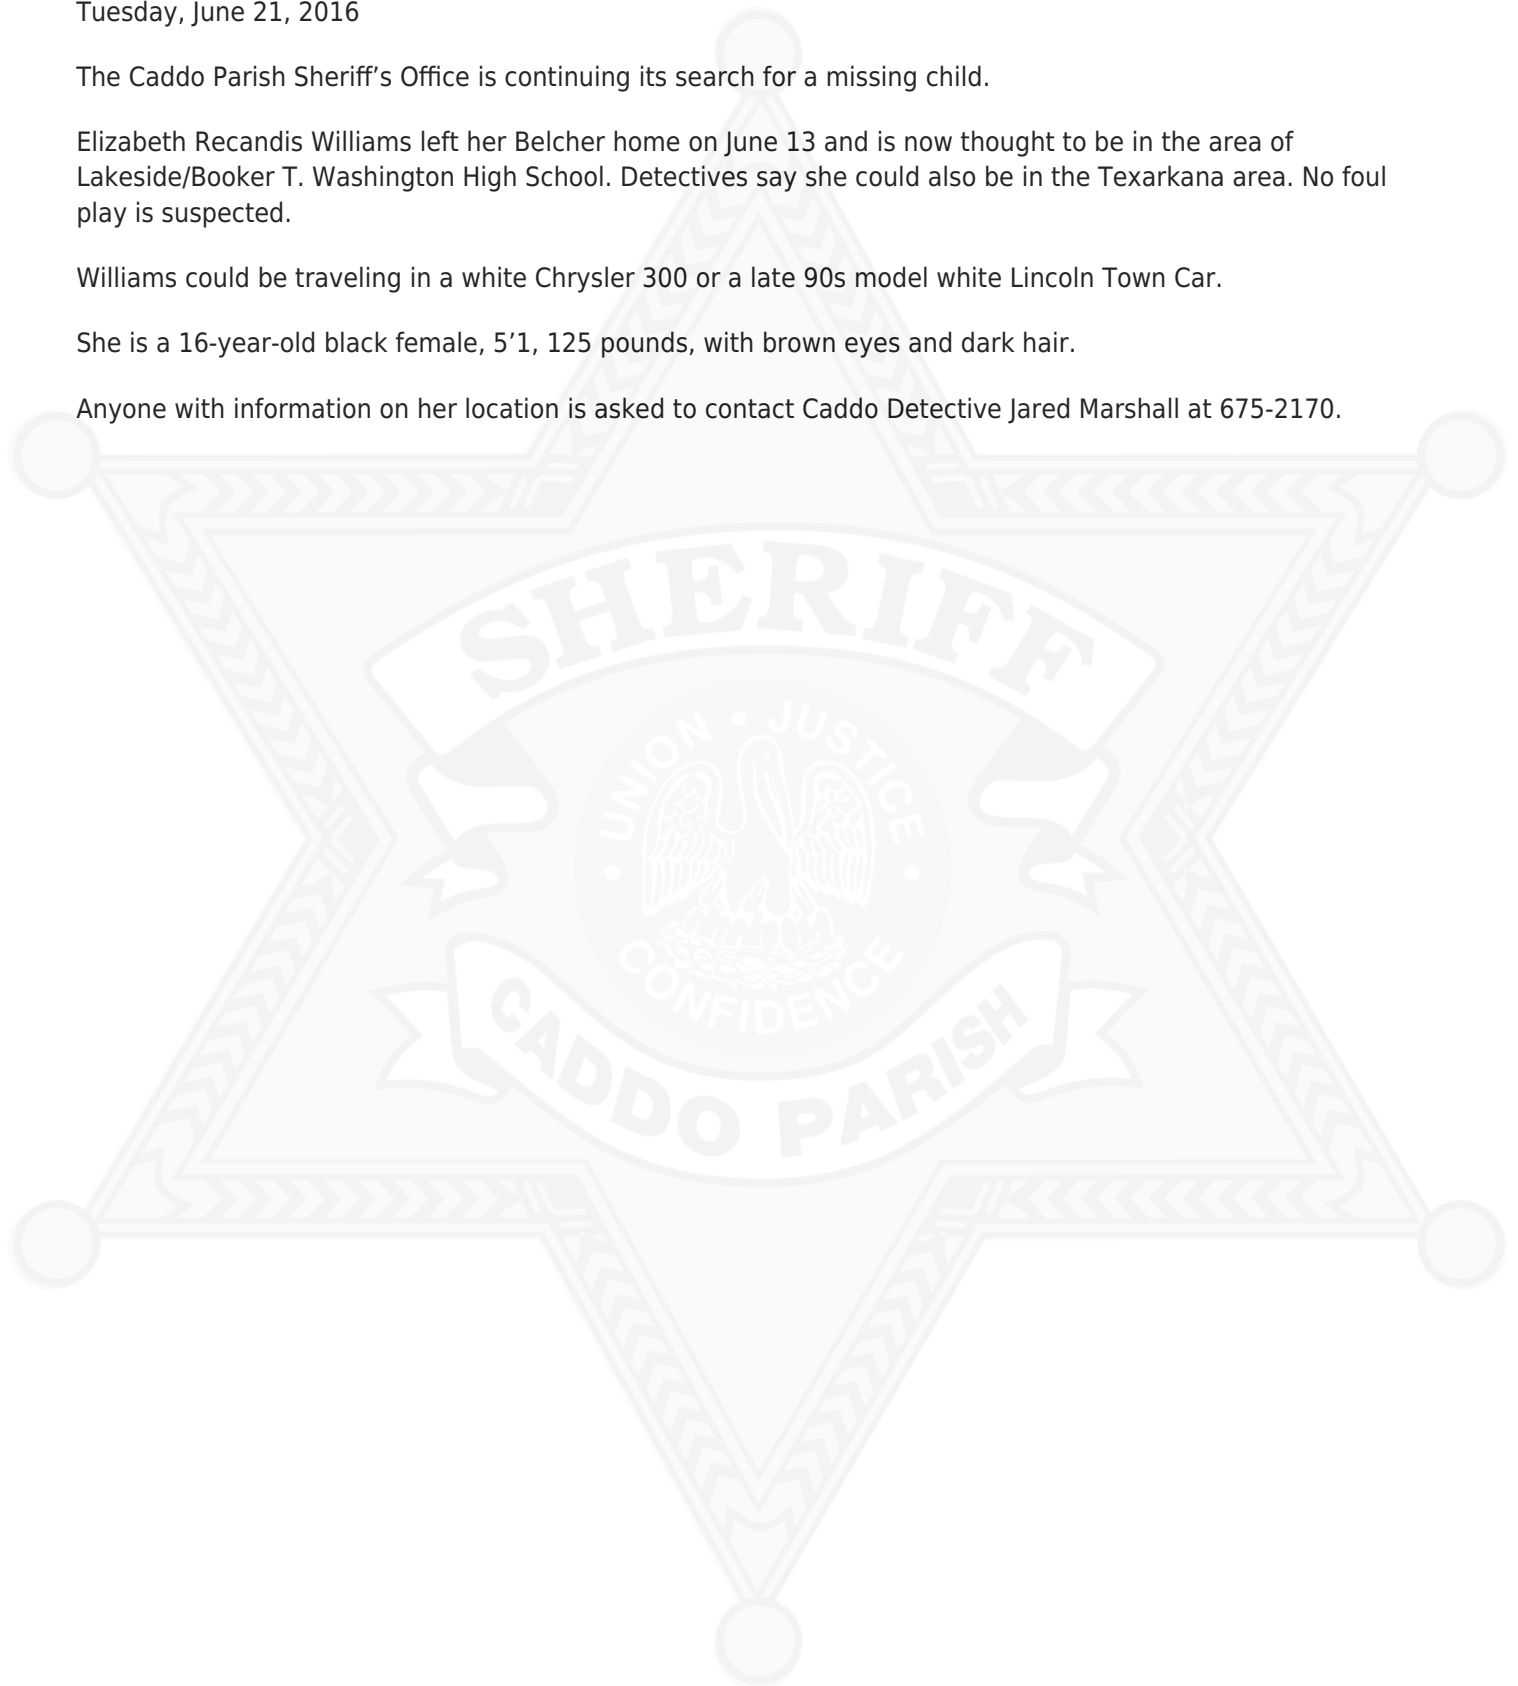 Tuesday, June 21, 2016
The Caddo Parish Sheriff’s Office is continuing its search for a missing child.
Elizabeth Recandis Williams left her Belcher home on June 13 and is now thought to be in the area of
Lakeside/Booker T. Washington High School. Detectives say she could also be in the Texarkana area. No foul
play is suspected.
Williams could be traveling in a white Chrysler 300 or a late 90s model white Lincoln Town Car.
She is a 16-year-old black female, 5’1, 125 pounds, with brown eyes and dark hair.
Anyone with information on her location is asked to contact Caddo Detective Jared Marshall at 675-2170.
SHERIFF
UNION • JUSTICE
• CONFIDENCE •
CADDO PARISH